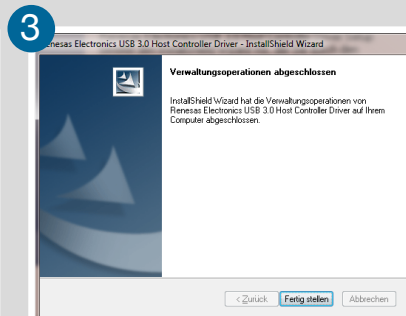 3
enesas Electronics USB 3.0 Host Controller Driver - InstallShield Wizard
Verwaltungsoperationen abgeschlossen
InstallShield Wizard hat die Verwaltungsoperationen von
Renesas Electronics USB 3.0 Host Controller Driver auf Ihrem
Computer abgeschlossen.
< Zurück Fertig stellen Abbrechen